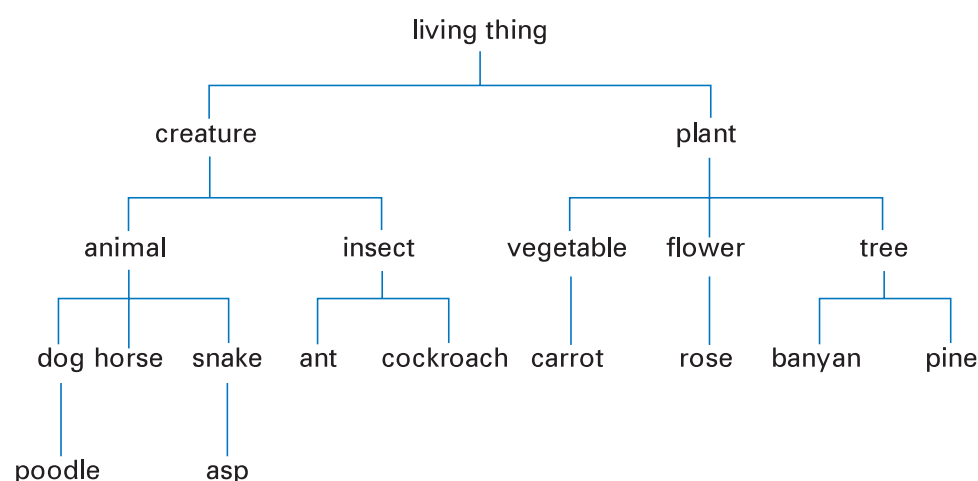 living thing
creature plant
animal insect vegetable flower tree
dog horse snake ant cockroach carrot rose banyan pine
poodle asp